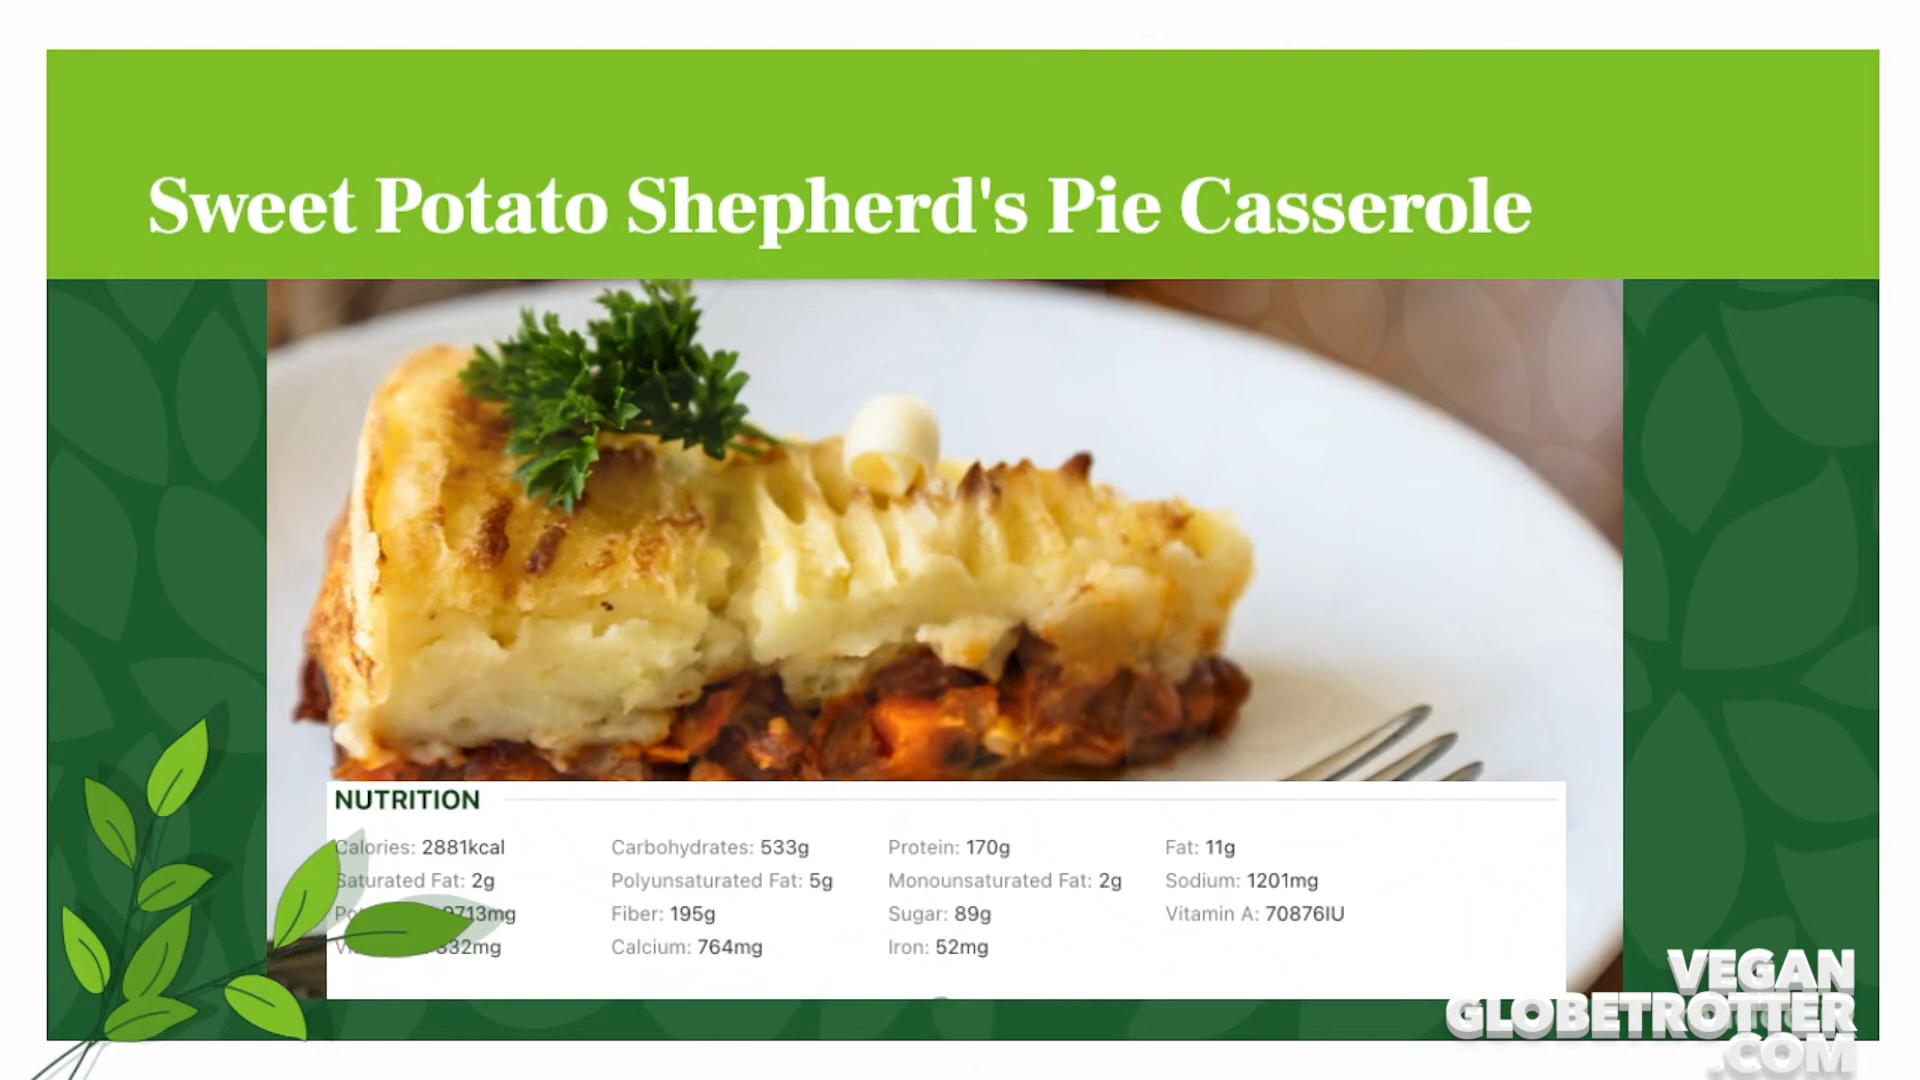 Sweet Potato Shepherd's Pie Casserole
NUTRITION
Calories: 2881kcal Carbohydrates: 533g Protein: 170g Fat: 11g
Saturated Fat: 2g Polyunsaturated Fat: 5g Monounsaturated Fat: 2g Sodium: 1201mg
Fiber: 195g Sugar: 89g Vitamin A: 70876IU
Calcium: 764mg Iron: 52mg
VEGAN
GLOBETROTTER
.COM